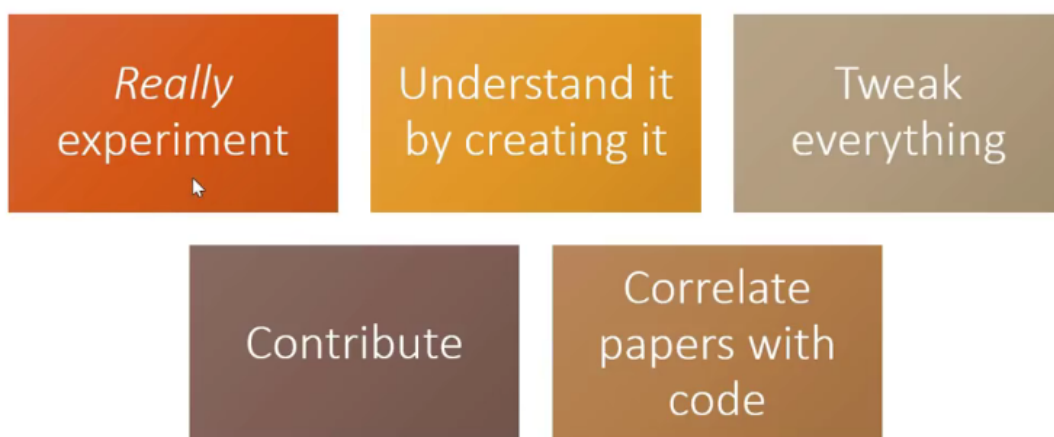 Really
experiment
Understand it
by creating it
Tweak
everything
Contribute
Correlate
papers with
code